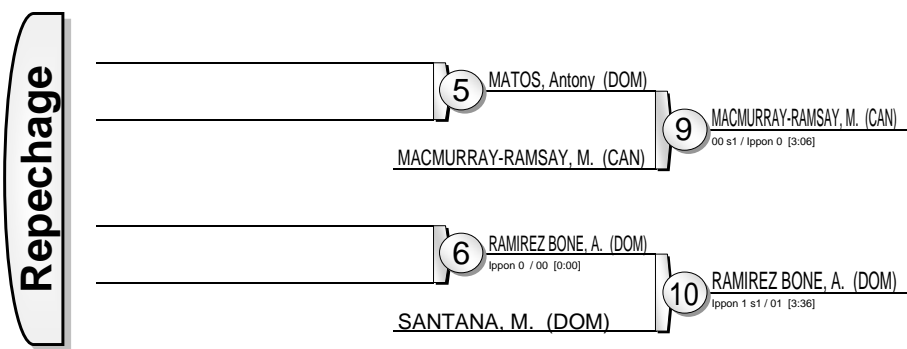 Repechage
5
MATOS, Antony (DOM)
MACMURRAY-RAMSAY, M. (CAN)
9
MACMURRAY-RAMSAY, M. (CAN)
00 s1 / Ippon 0 [3:06]
6
RAMIREZ BONE, A. (DOM)
Ippon 0 / 00 [0:00]
SANTANA, M. (DOM)
10
RAMIREZ BONE, A. (DOM)
Ippon 1 s1 / 01 [3:36]